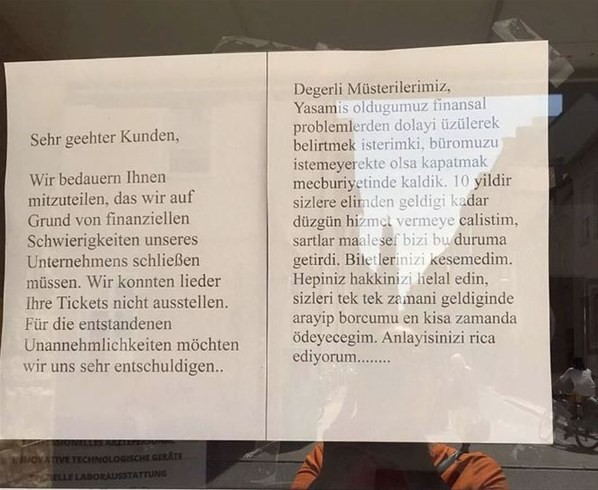 Sehr geehter Kunden,
Wir bedauern Ihnen
mitzuteilen, das wir auf
Grund von finanziellen
Schwierigkeiten unseres
Unternehmens schließen
müssen. Wir konnten lieder
Ihre Tickets nicht ausstellen.
Für die entstandenen
Unannehmlichkeiten möchten
wir uns sehr entschuldigen..
Degerli Müsterilerimiz,
Yasamis oldugumuz finansal
problemlerden dolayi üzülerek
belirtmek isterimki, büromuzu
istemeyerekte olsa kapatmak
mecburiyetinde kaldik. 10 yildir
sizlere elimden geldigi kadar
düzgün hizmet vermeye calistim,
sartlar maalesef bizi bu duruma
getirdi. Biletlerinizi kesemedim.
Hepiniz hakkinizi helal edin,
sizleri tek tek zamani geldiginde
arayip borcumu en kisa zamanda
ödeyecegim. Anlayisinizi rica
ediyorum........
TECHNOLOGISCHE GERÄTE
LABORAUSSTATTUNG